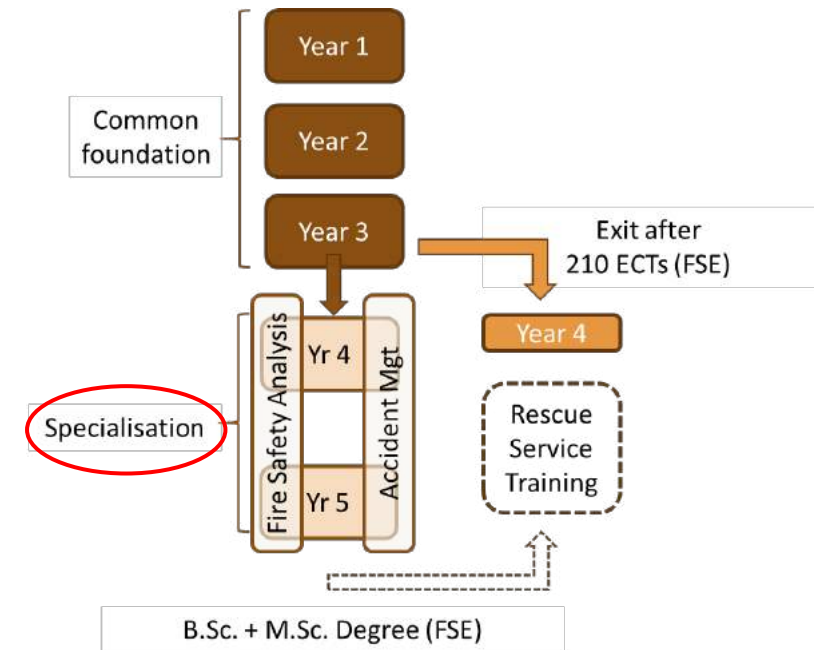 Year 1
Common
foundation
Year 2
Year 3
Exit after
210 ECTs (FSE)
Year 4
Specialisation
Fire Safety Analysis
Yr 4
Accident Mgt
Yr 5
Rescue
Service
Training
B.Sc. + M.Sc. Degree (FSE)